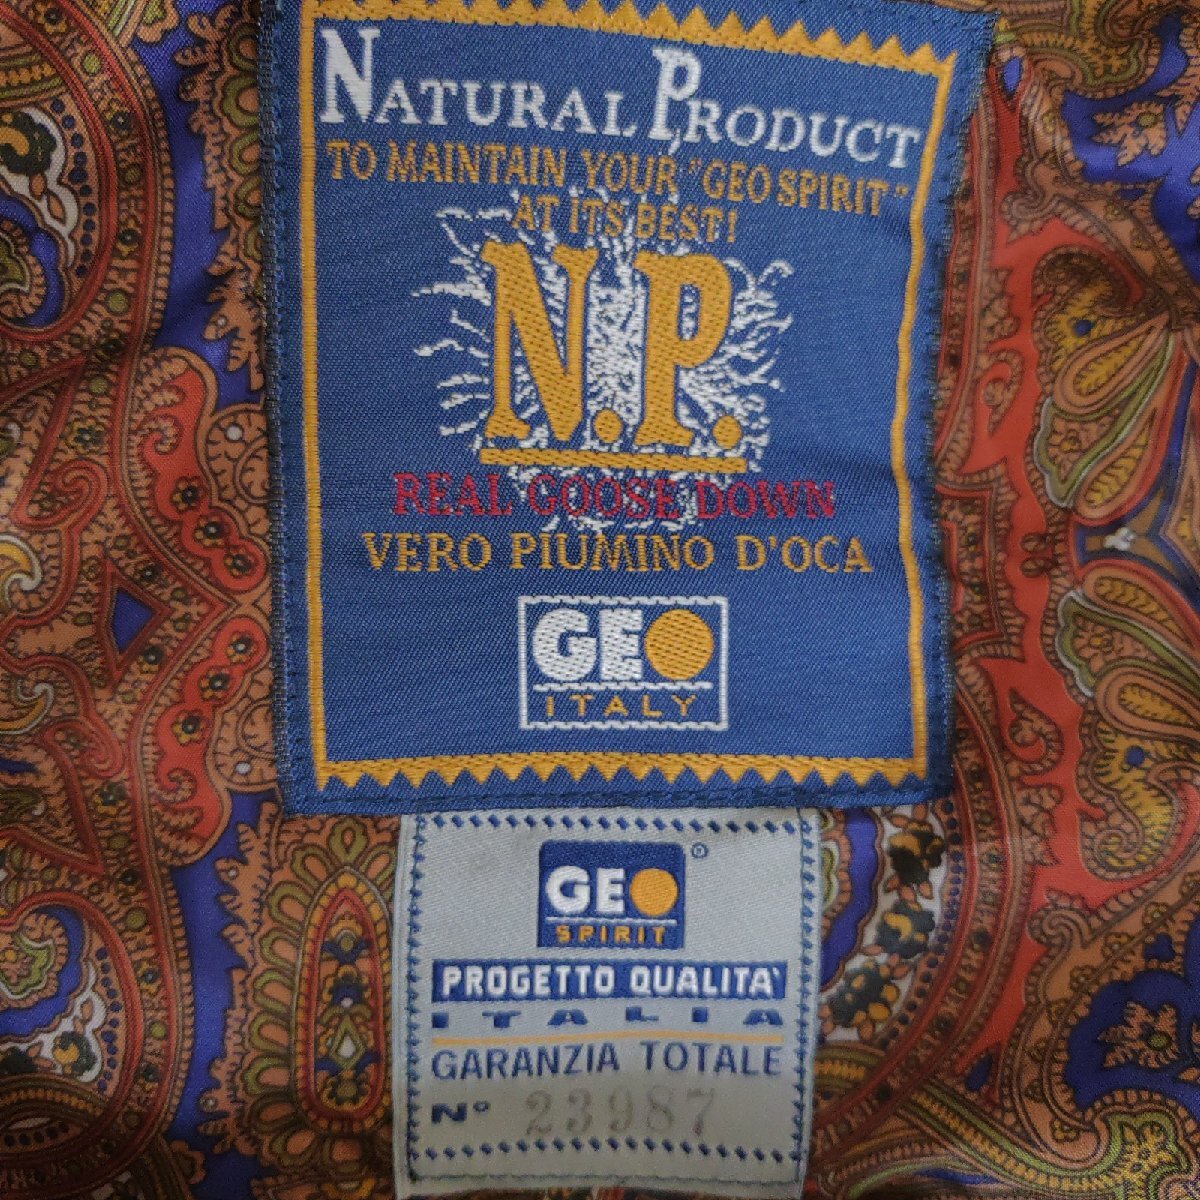 NATURAL PRODUCT
TO MAINTAIN YOUR "GEO SPIRIT"
AT ITS BEST!
N.P.
REAL GOOSE DOWN
VERO PIUMINO D'OCA
GEO
ITALY
GEO ®
SPIRIT
PROGETTO QUALITA'
ITALIA
GARANZIA TOTALE
N° 23987